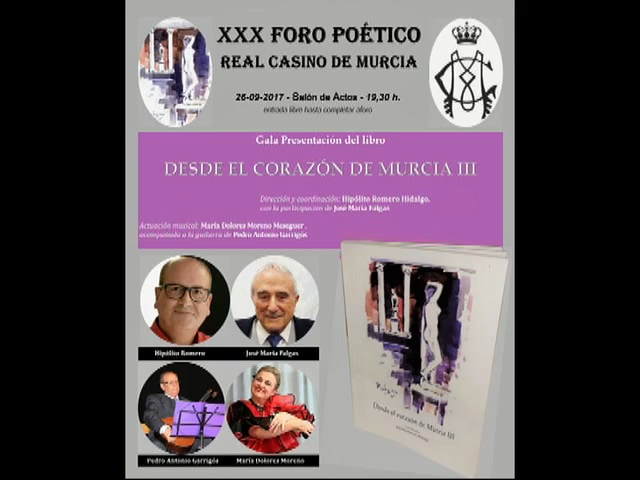 XXX FORO POÉTICO
REAL CASINO DE MURCIA
26-09-2017 - Salón de Actos - 19,30 h.
entrada libre hasta completar aforo
Gala Presentación del libro
DESDE EL CORAZÓN DE MURCIA III
Dirección y coordinación: Hipólito Romero Hidalgo.
con la participación de José María Falgas
Actuación musical: María Dolores Moreno Meseguer.
acompañada a la guitarra de Pedro Antonio Garrigós
Hipólito Romero
José María Falgas
Pedro Antonio Garrigós
María Dolores Moreno
Desde el corazón de Murcia III